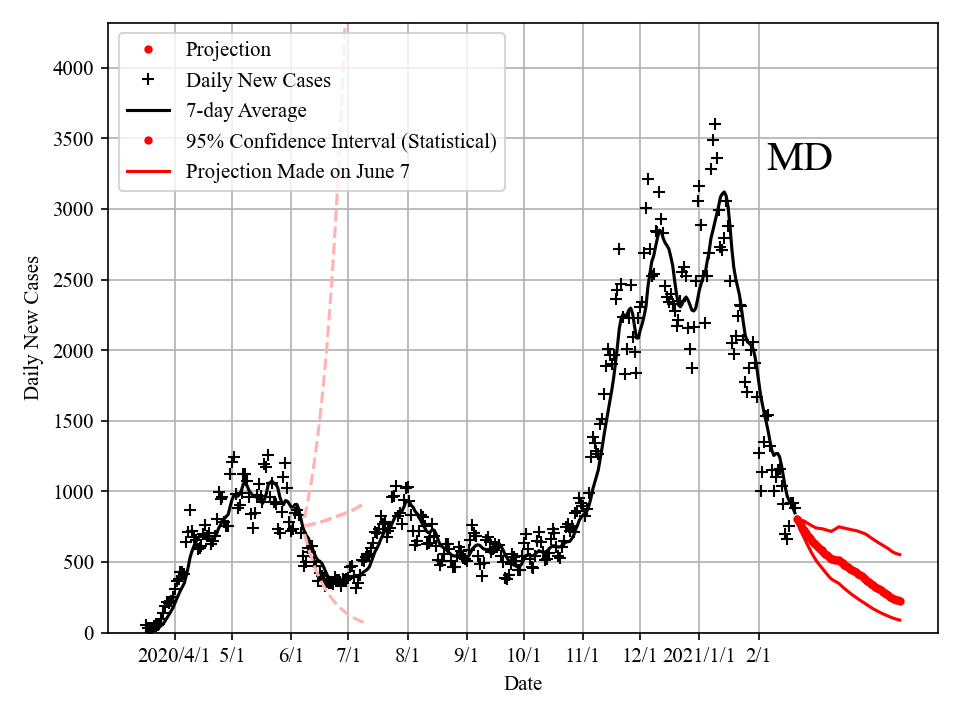 Projection
Daily New Cases
7-day Average
95% Confidence Interval (Statistical)
Projection Made on June 7
MD
Daily New Cases
4000
3500
3000
2500
2000
1500
1000
500
0
2020/4/1 5/1 6/1 7/1 8/1 9/1 10/1 11/1 12/1 2021/1/1 2/1
Date